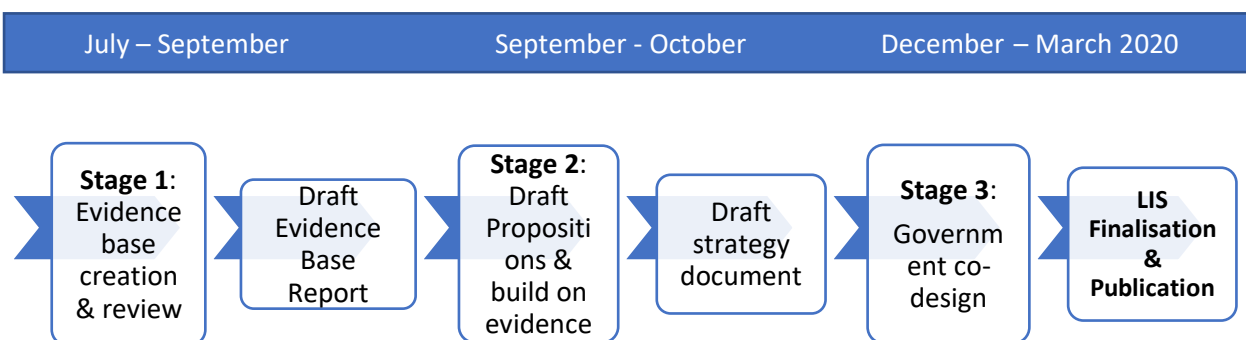 July – September
September - October
December – March 2020
Stage 1:
Evidence
base
creation
& review
Draft
Evidence
Base
Report
Stage 2:
Draft
Propositi
ons &
build on
evidence
Draft
strategy
document
Stage 3:
Governm
ent co-
design
LIS
Finalisation
&
Publication